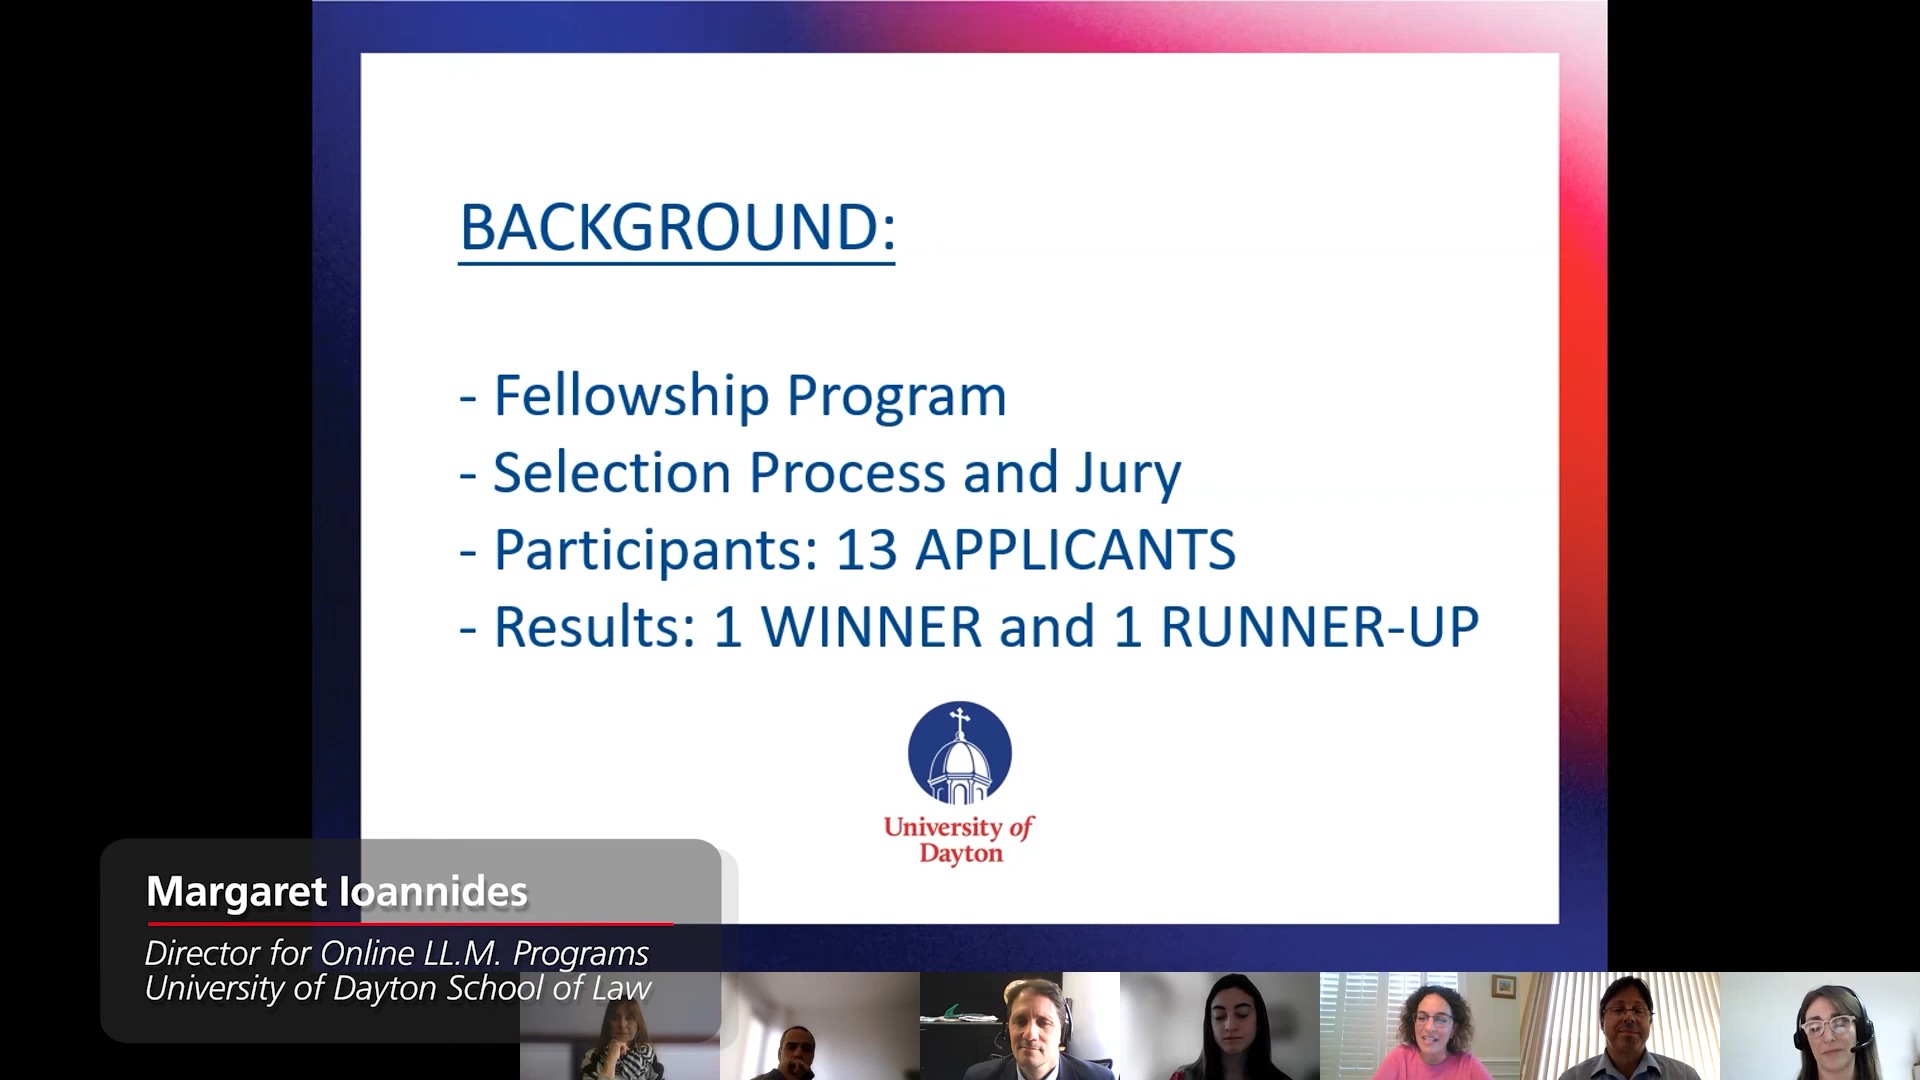 BACKGROUND:
- Fellowship Program
- Selection Process and Jury
- Participants: 13 APPLICANTS
- Results: 1 WINNER and 1 RUNNER-UP
University of
Dayton
Margaret Ioannides
Director for Online LL.M. Programs
University of Dayton School of Law